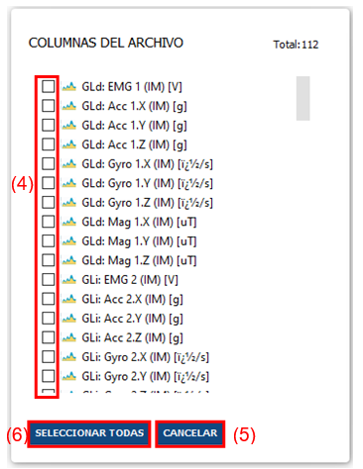 COLUMNAS DEL ARCHIVO Total:112
GLd: EMG 1 (IM) [V]
GLd: Acc 1.X (IM) [g]
GLd: Acc 1.Y (IM) [g]
GLd: Acc 1.Z (IM) [g]
(4) GLd: Gyro 1.X (IM) [ï¿½/s]
GLd: Gyro 1.Y (IM) [ï¿½/s]
GLd: Gyro 1.Z (IM) [ï¿½/s]
GLd: Mag 1.X (IM) [uT]
GLd: Mag 1.Y (IM) [uT]
GLd: Mag 1.Z (IM) [uT]
GLi: EMG 2 (IM) [V]
GLi: Acc 2.X (IM) [g]
GLi: Acc 2.Y (IM) [g]
GLi: Acc 2.Z (IM) [g]
GLi: Gyro 2.X (IM) [ï¿½/s]
GLi: Gyro 2.Y (IM) [ï¿½/s]
(6) SELECCIONAR TODAS CANCELAR (5)